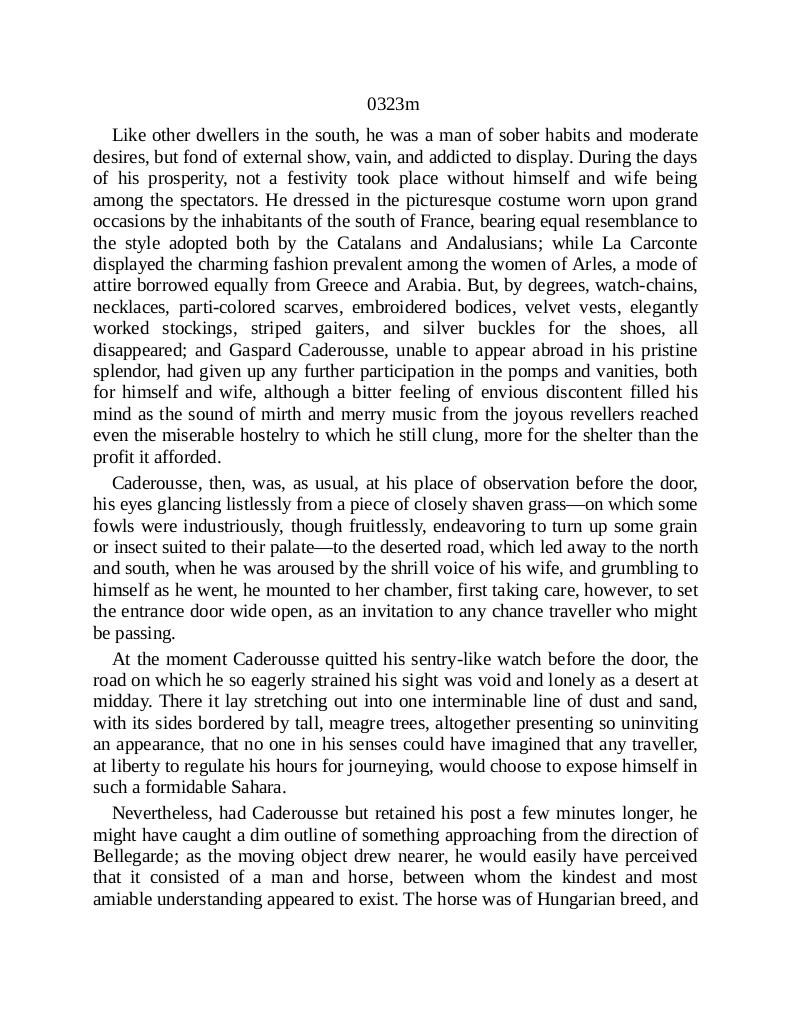 0323m
Like other dwellers in the south, he was a man of sober habits and moderate
desires, but fond of external show, vain, and addicted to display. During the days
of his prosperity, not a festivity took place without himself and wife being
among the spectators. He dressed in the picturesque costume worn upon grand
occasions by the inhabitants of the south of France, bearing equal resemblance to
the style adopted both by the Catalans and Andalusians; while La Carconte
displayed the charming fashion prevalent among the women of Arles, a mode of
attire borrowed equally from Greece and Arabia. But, by degrees, watch-chains,
necklaces, parti-colored scarves, embroidered bodices, velvet vests, elegantly
worked stockings, striped gaiters, and silver buckles for the shoes, all
disappeared; and Gaspard Caderousse, unable to appear abroad in his pristine
splendor, had given up any further participation in the pomps and vanities, both
for himself and wife, although a bitter feeling of envious discontent filled his
mind as the sound of mirth and merry music from the joyous revellers reached
even the miserable hostelry to which he still clung, more for the shelter than the
profit it afforded.
Caderousse, then, was, as usual, at his place of observation before the door,
his eyes glancing listlessly from a piece of closely shaven grass—on which some
fowls were industriously, though fruitlessly, endeavoring to turn up some grain
or insect suited to their palate—to the deserted road, which led away to the north
and south, when he was aroused by the shrill voice of his wife, and grumbling to
himself as he went, he mounted to her chamber, first taking care, however, to set
the entrance door wide open, as an invitation to any chance traveller who might
be passing.
At the moment Caderousse quitted his sentry-like watch before the door, the
road on which he so eagerly strained his sight was void and lonely as a desert at
midday. There it lay stretching out into one interminable line of dust and sand,
with its sides bordered by tall, meagre trees, altogether presenting so uninviting
an appearance, that no one in his senses could have imagined that any traveller,
at liberty to regulate his hours for journeying, would choose to expose himself in
such a formidable Sahara.
Nevertheless, had Caderousse but retained his post a few minutes longer, he
might have caught a dim outline of something approaching from the direction of
Bellegarde; as the moving object drew nearer, he would easily have perceived
that it consisted of a man and horse, between whom the kindest and most
amiable understanding appeared to exist. The horse was of Hungarian breed, and